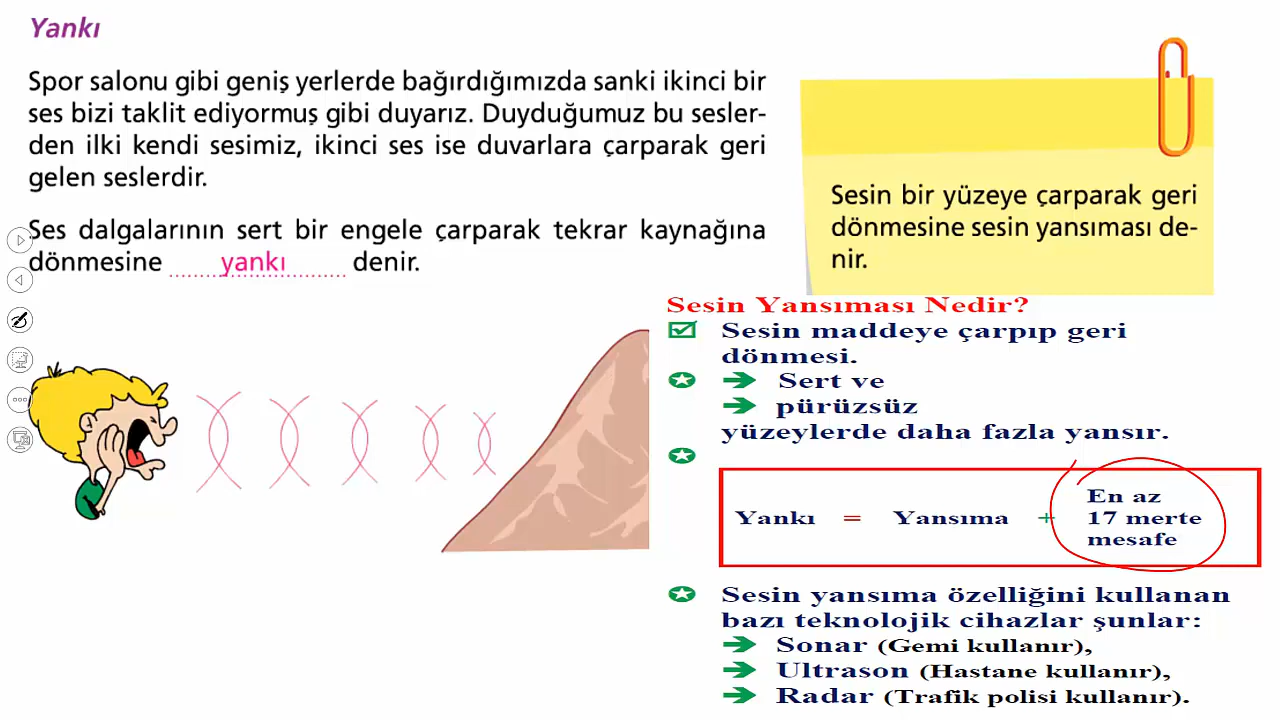 Yankı
Spor salonu gibi geniş yerlerde bağırdığımızda sanki ikinci bir
ses bizi taklit ediyormuş gibi duyarız. Duyduğumuz bu sesler-
den ilki kendi sesimiz, ikinci ses ise duvarlara çarparak geri
gelen seslerdir.
Ses dalgalarının sert bir engele çarparak tekrar kaynağına
dönmesine yankı denir.
Sesin bir yüzeye çarparak geri
dönmesine sesin yansıması de-
nir.
Sesin Yansıması Nedir?
Sesin maddeye çarpıp geri
dönmesi.
Sert ve
pürüzsüz
yüzeylerde daha fazla yansır.
Yankı = Yansıma + En az
17 merte
mesafe
Sesin yansıma özelliğini kullanan
bazı teknolojik cihazlar şunlar:
Sonar (Gemi kullanır),
Ultrason (Hastane kullanır),
Radar (Trafik polisi kullanır).